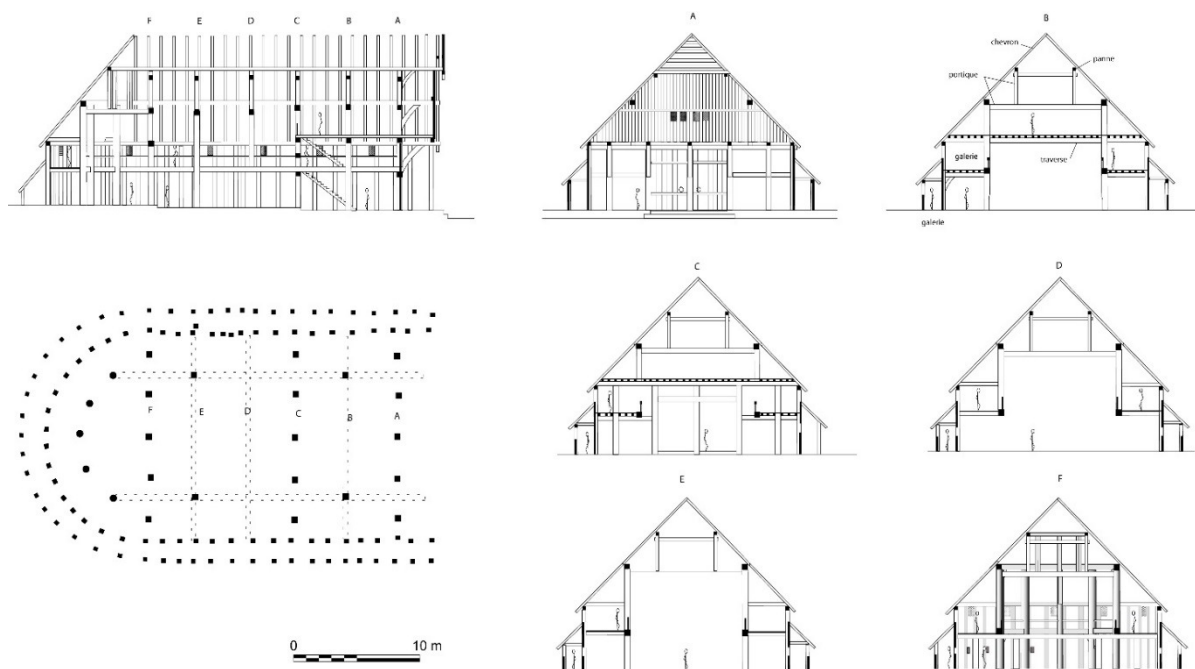 F E D C B A
A
B
chevron
panne
portique
galerie
traverse
galerie
F E D C B A
C
D
E
F
0 10 m